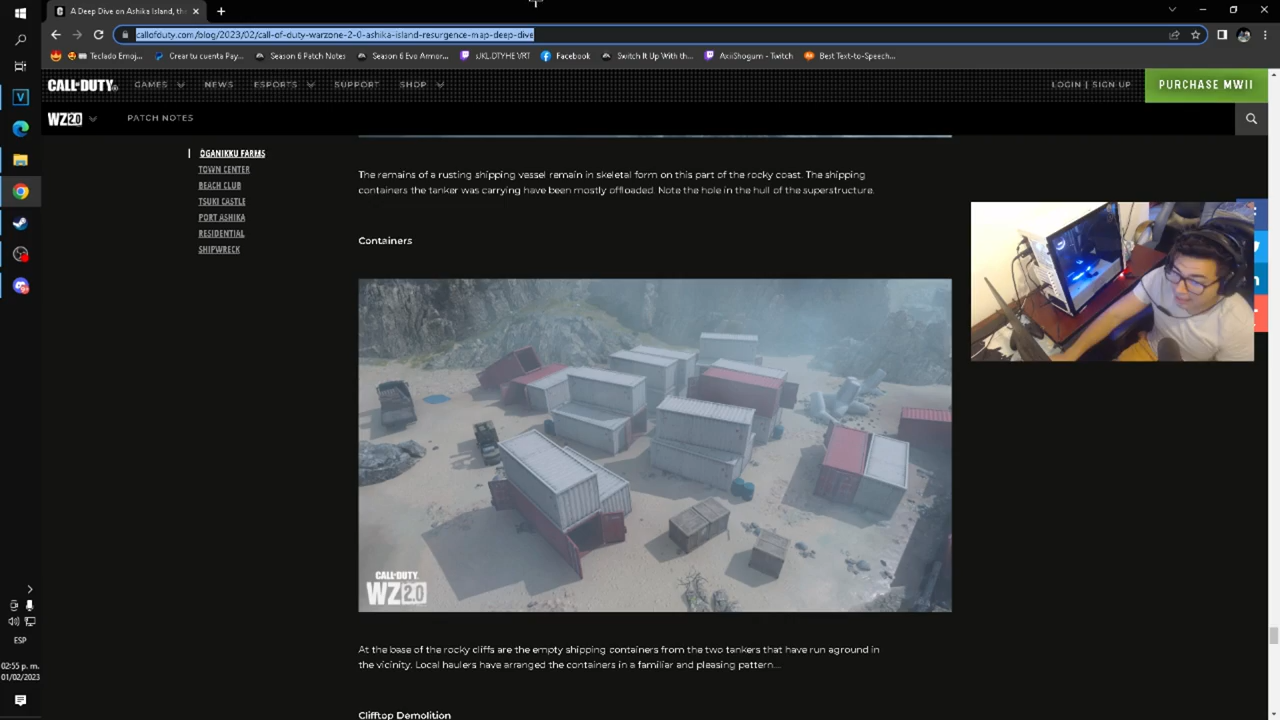 A Deep Dive on Ashika Island, the
callofduty.com/blog/2023/02/call-of-duty-warzone-2-0-ashika-island-resurgence-map-deep-dive
Teclado Emoj...
Crear tu cuenta Pay...
Season 6 Patch Notes
Season 6 Evo Armor...
Switch It Up With th...
Facebook
AxiiShogum - Twitch
Best Text-to-Speech...
CALL·DUTY
GAMES
NEWS
ESPORTS
SUPPORT
SHOP
LOGIN | SIGN UP
PURCHASE MWII
WZ 2.0
PATCH NOTES
ŌGANIKKU FARMS
TOWN CENTER
BEACH CLUB
TSUKI CASTLE
PORT ASHIKA
RESIDENTIAL
SHIPWRECK
The remains of a rusting shipping vessel remain in skeletal form on this part of the rocky coast. The shipping
containers the tanker was carrying have been mostly offloaded. Note the hole in the hull of the superstructure.
Containers
CALL·DUTY
WZ 2.0
At the base of the rocky cliffs are the empty shipping containers from the two tankers that have run aground in
the vicinity. Local haulers have arranged the containers in a familiar and pleasing pattern....
Clifftop Demolition
ESP
02:55 p. m.
01/02/2023